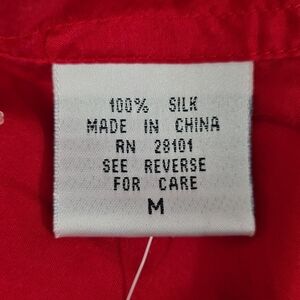 100% SILK
MADE IN CHINA
RN 28101
SEE REVERSE
FOR CARE
M